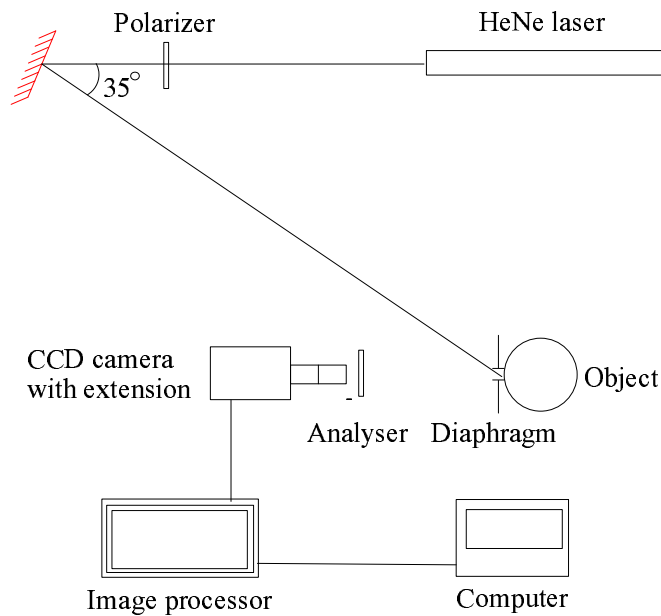 Polarizer
HeNe laser
35°
CCD camera
with extension
Object
Analyser
Diaphragm
Image processor
Computer